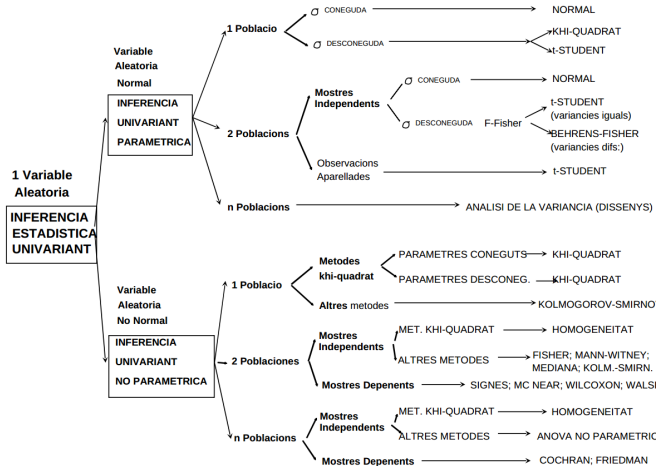 1 Variable
Aleatoria
INFERENCIA
ESTADISTICA
UNIVARIANT
Variable
Aleatoria
Normal
INFERENCIA
UNIVARIANT
PARAMETRICA
1 Poblacio
σ CONEGUDA
NORMAL
σ DESCONEGUDA
KHI-QUADRAT
t-STUDENT
2 Poblacions
Mostres
Independents
σ CONEGUDA
NORMAL
σ DESCONEGUDA
F-Fisher
t-STUDENT
(variancies iguals)
BEHRENS-FISHER
(variancies difs:)
Observacions
Aparellades
t-STUDENT
n Poblacions
ANALISI DE LA VARIANCIA (DISSENYS)
Variable
Aleatoria
No Normal
INFERENCIA
UNIVARIANT
NO PARAMETRICA
1 Poblacio
Metodes
khi-quadrat
PARAMETRES CONEGUTS
KHI-QUADRAT
PARAMETRES DESCONEG.
KHI-QUADRAT
Altres metodes
KOLMOGOROV-SMIRNOV
2 Poblaciones
Mostres
Independents
MET. KHI-QUADRAT
HOMOGENEITAT
ALTRES METODES
FISHER; MANN-WITNEY;
MEDIANA; KOLM.-SMIRN.
Mostres Depenents
SIGNES; MC NEAR; WILCOXON; WALSH
n Poblacions
Mostres
Independents
MET. KHI-QUADRAT
HOMOGENEITAT
ALTRES METODES
ANOVA NO PARAMETRIC
Mostres Depenents
COCHRAN; FRIEDMAN